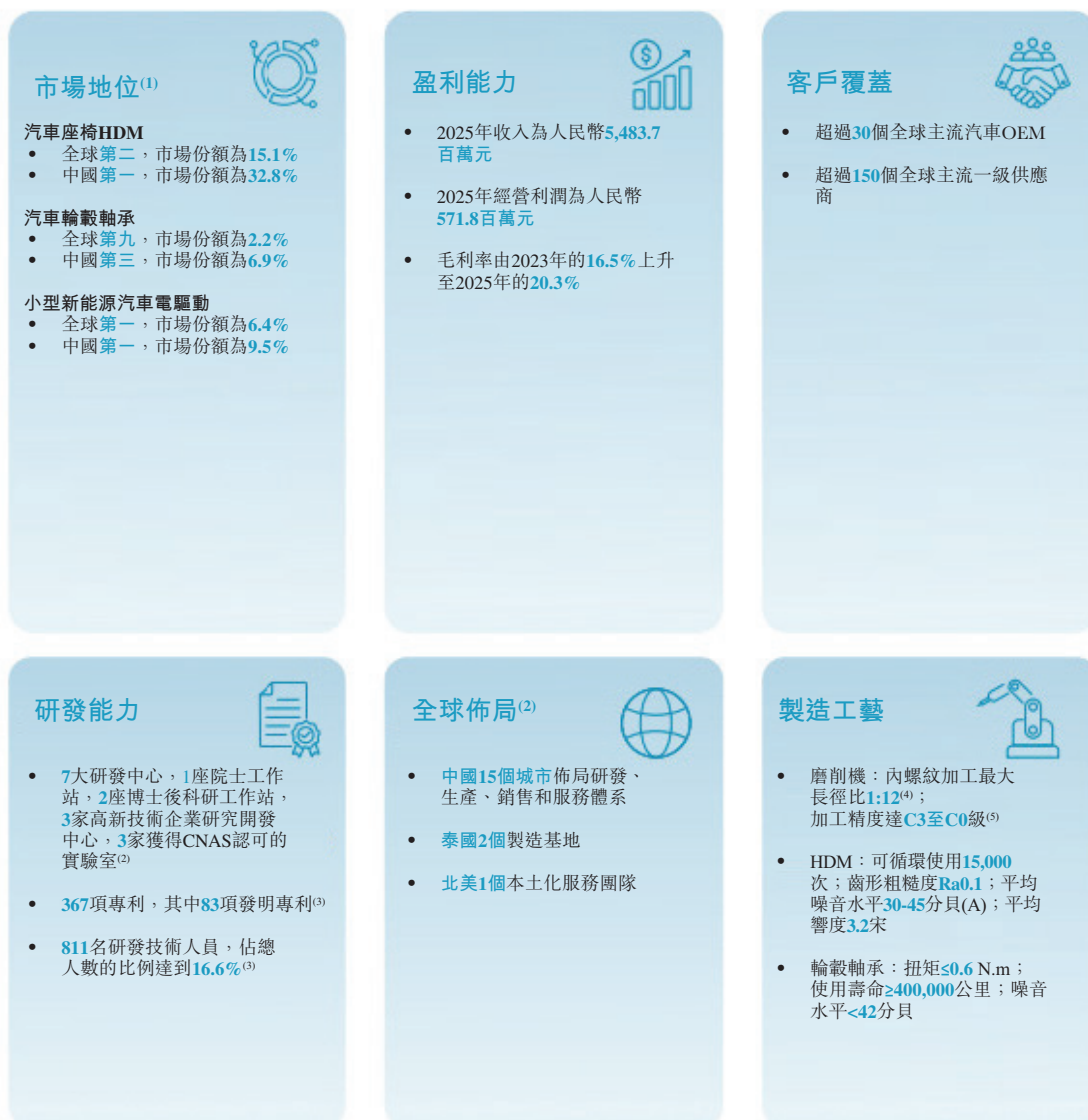 市場地位(1)
汽車座椅HDM
• 全球第二，市場份額為15.1%
• 中國第一，市場份額為32.8%
汽車輪轂軸承
• 全球第九，市場份額為2.2%
• 中國第三，市場份額為6.9%
小型新能源汽車電驅動
• 全球第一，市場份額為6.4%
• 中國第一，市場份額為9.5%
盈利能力
• 2025年收入為人民幣5,483.7
百萬元
• 2025年經營利潤為人民幣
571.8百萬元
• 毛利率由2023年的16.5%上升
至2025年的20.3%
客戶覆蓋
• 超過30個全球主流汽車OEM
• 超過150個全球主流一級供應
商
研發能力
• 7大研發中心，1座院士工作
站，2座博士後科研工作站，
3家高新技術企業研究開發
中心，3家獲得CNAS認可的
實驗室(2)
• 367項專利，其中83項發明專利(3)
• 811名研發技術人員，佔總
人數的比例達到16.6%(3)
全球佈局(2)
• 中國15個城市佈局研發、
生產、銷售和服務體系
• 泰國2個製造基地
• 北美1個本土化服務團隊
製造工藝
• 磨削機：內螺紋加工最大
長徑比1:12(4)；
加工精度達C3至C0級(5)
• HDM：可循環使用15,000
次；齒形粗糙度Ra0.1；平均
噪音水平30-45分貝(A)；平均
響度3.2宋
• 輪轂軸承：扭矩≤0.6 N.m；
使用壽命≥400,000公里；噪音
水平<42分貝